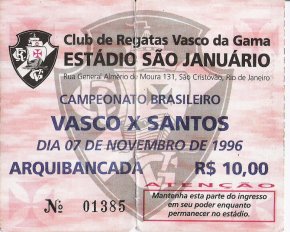 Club de Regatas Vasco da Gama
ESTÁDIO SÃO JANUÁRIO
Rua General Almério de Moura 131, São Cristovão, Rio de Janeiro
CAMPEONATO BRASILEIRO
VASCO X SANTOS
DIA 07 DE NOVEMBRO DE 1996
ARQUIBANCADA R$ 10,00
ATENÇÃO
Mantenha esta parte do ingresso
em seu poder enquanto
permanecer no estádio.
Nº 01385